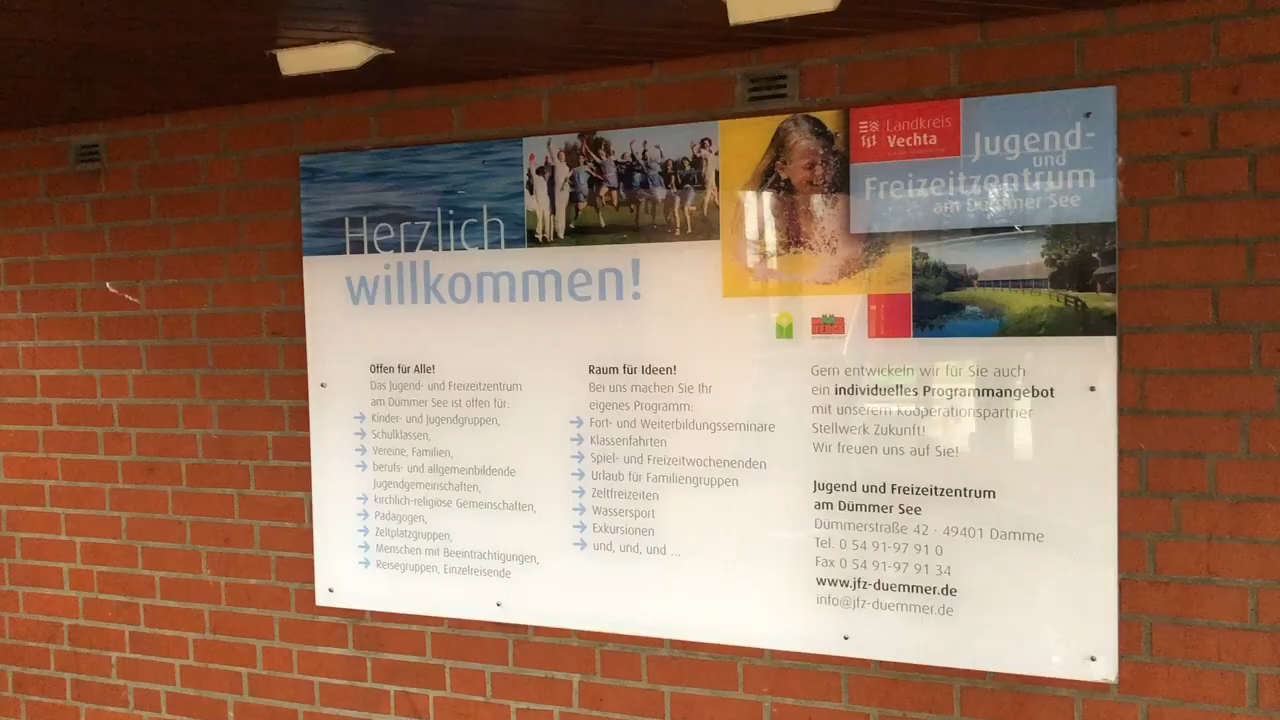 Herzlich
willkommen!
Landkreis
Vechta
Jugend-
und
Freizeitzentrum
am Dümmer See
Offen für Alle!
Das Jugend- und Freizeitzentrum
am Dümmer See ist offen für:
Kinder- und Jugendgruppen,
Schulklassen,
Vereine, Familien,
berufs- und allgemeinbildende
Jugendgemeinschaften,
kirchlich-religiöse Gemeinschaften,
Pädagogen,
Zeltplatzgruppen,
Menschen mit Beeinträchtigungen,
Reisegruppen, Einzelreisende
Raum für Ideen!
Bei uns machen Sie Ihr
eigenes Programm:
Fort- und Weiterbildungsseminare
Klassenfahrten
Spiel- und Freizeitwochenenden
Urlaub für Familiengruppen
Zeltfreizeiten
Wassersport
Exkursionen
und, und, und ...
Gern entwickeln wir für Sie auch
ein individuelles Programmangebot
mit unserem Kooperationspartner
Stellwerk Zukunft!
Wir freuen uns auf Sie!
Jugend und Freizeitzentrum
am Dümmer See
Dümmerstraße 42 · 49401 Damme
Tel. 0 54 91-97 91 0
Fax 0 54 91-97 91 34
www.jfz-duemmer.de
info@jfz-duemmer.de